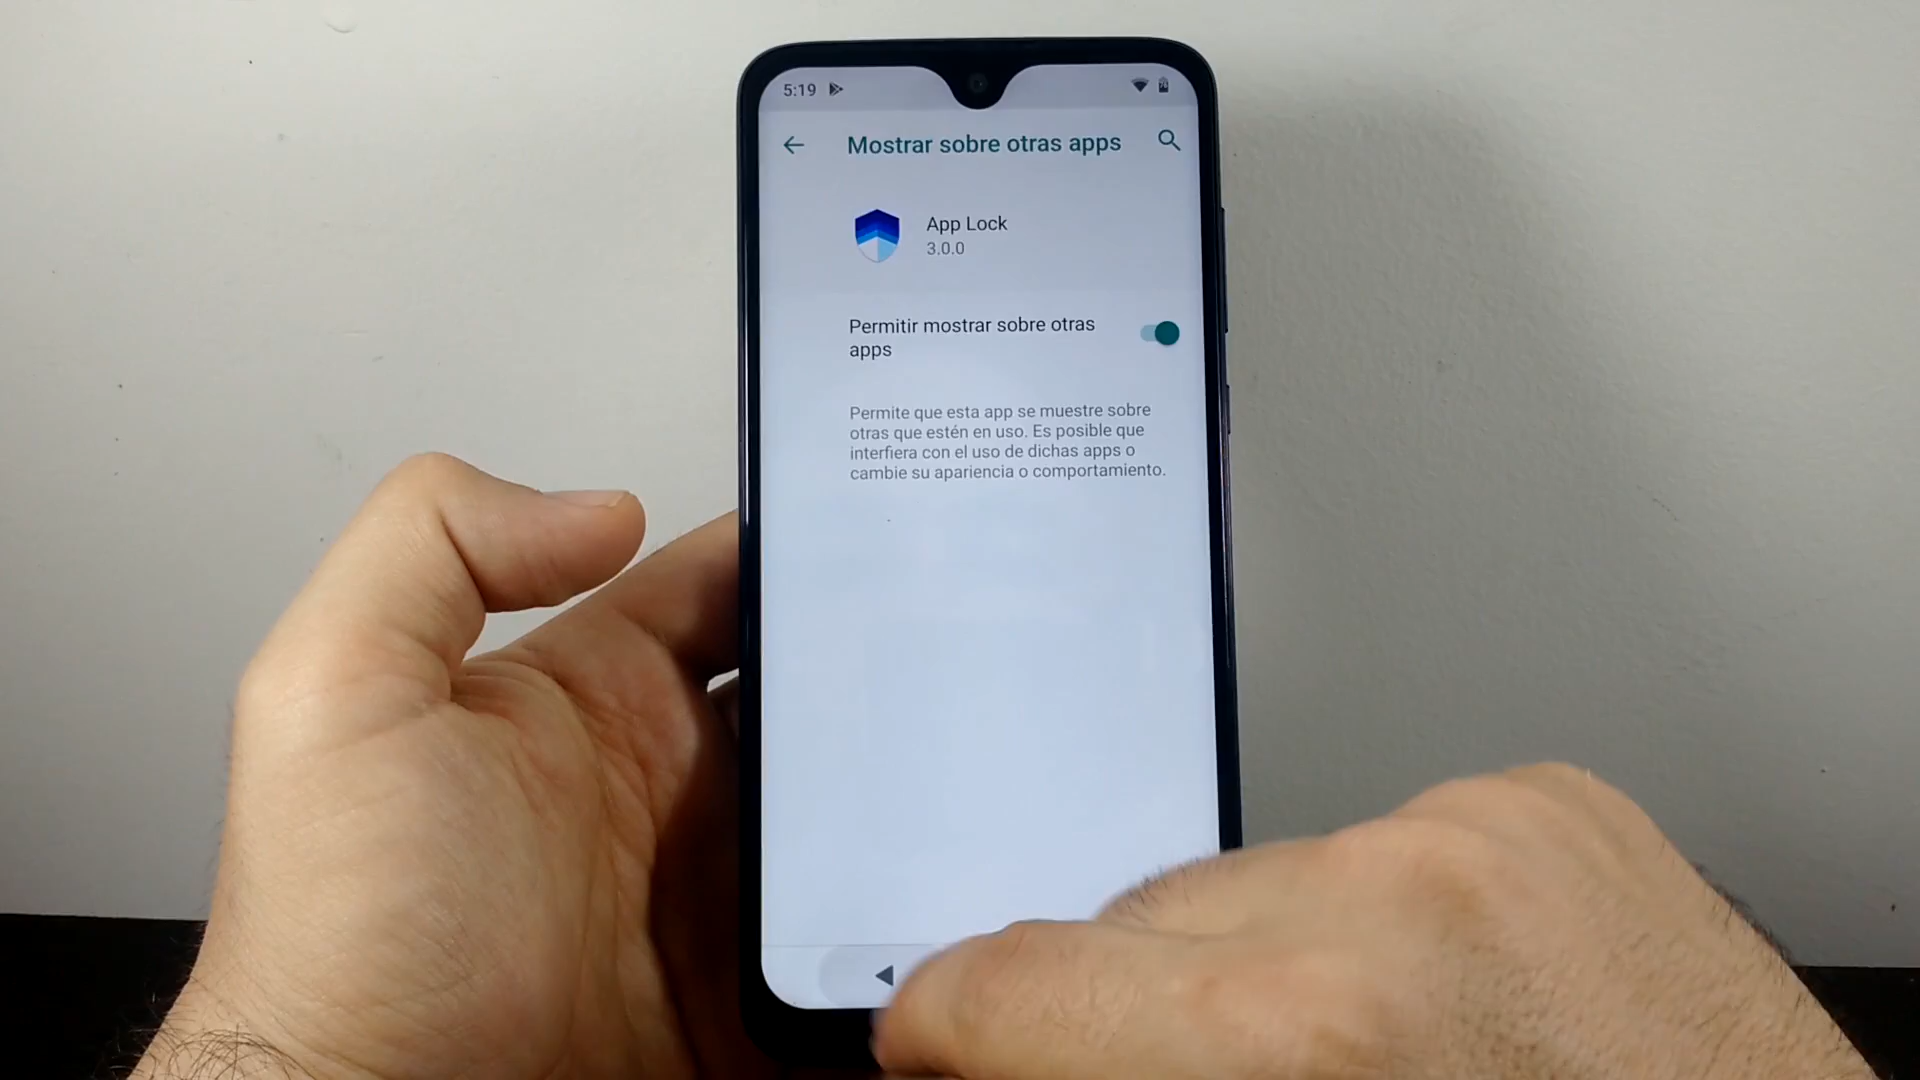 5:19
Mostrar sobre otras apps
App Lock
3.0.0
Permitir mostrar sobre otras
apps
Permite que esta app se muestre sobre
otras que estén en uso. Es posible que
interfiera con el uso de dichas apps o
cambie su apariencia o comportamiento.